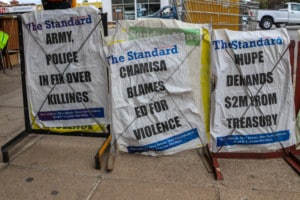 The Standard
ARMY,
POLICE
IN FIX OVER
KILLINGS
The Standard
CHAMISA
BLAMES
ED FOR
VIOLENCE
The Standard
HUPE
DEMANDS
$2M FROM
TREASURY